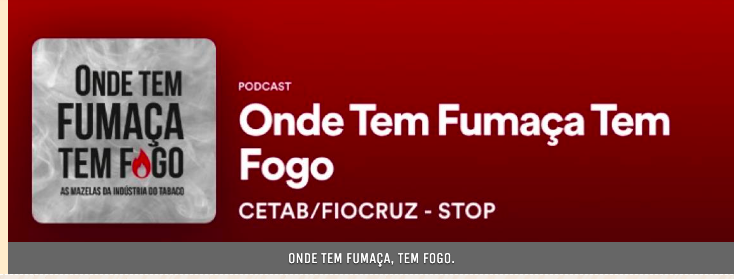 ONDE TEM
FUMAÇA
TEM FOGO
AS MAZELAS DA INDÚSTRIA DO TABACO
PODCAST
Onde Tem Fumaça Tem
Fogo
CETAB/FIOCRUZ - STOP
ONDE TEM FUMAÇA, TEM FOGO.